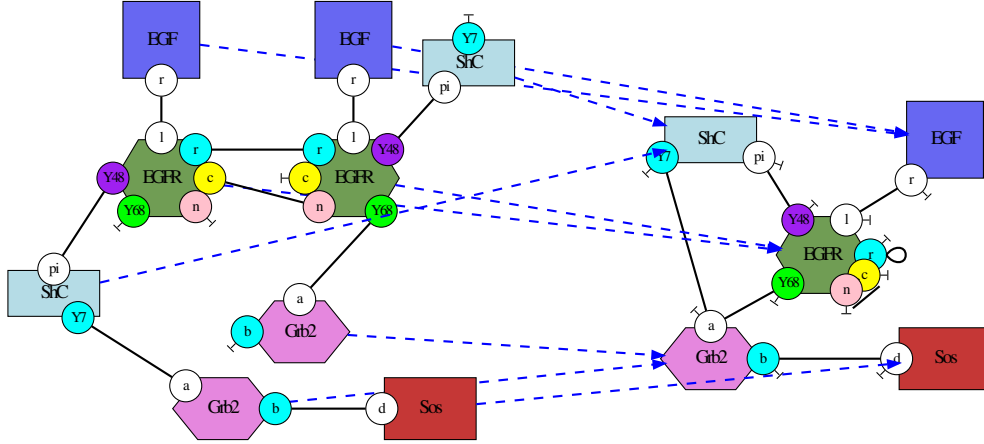 EGF
EGF
Y7
ShC
pi
r
r
l
l
r
r
Y48
Y48
EGFR
c
c
EGFR
n
n
Y68
Y68
pi
ShC
Y7
a
b
Grb2
a
Grb2
b
d
Sos
ShC
Y7
pi
EGF
r
Y48
l
EGFR
r
c
Y68
n
a
Grb2
b
d
Sos